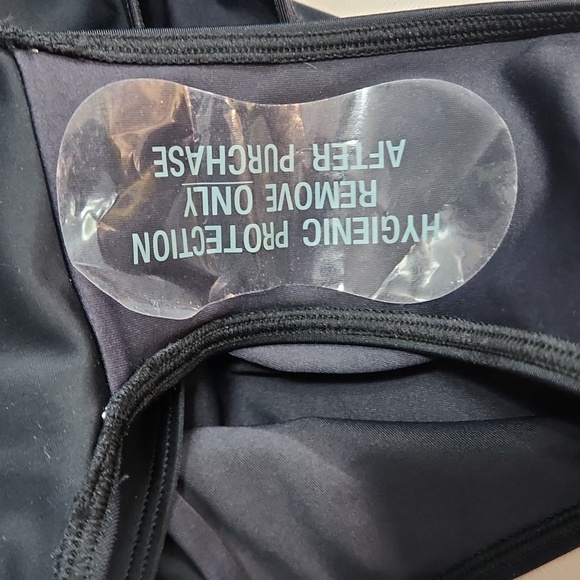 HYGIENIC PROTECTION
REMOVE ONLY
AFTER PURCHASE